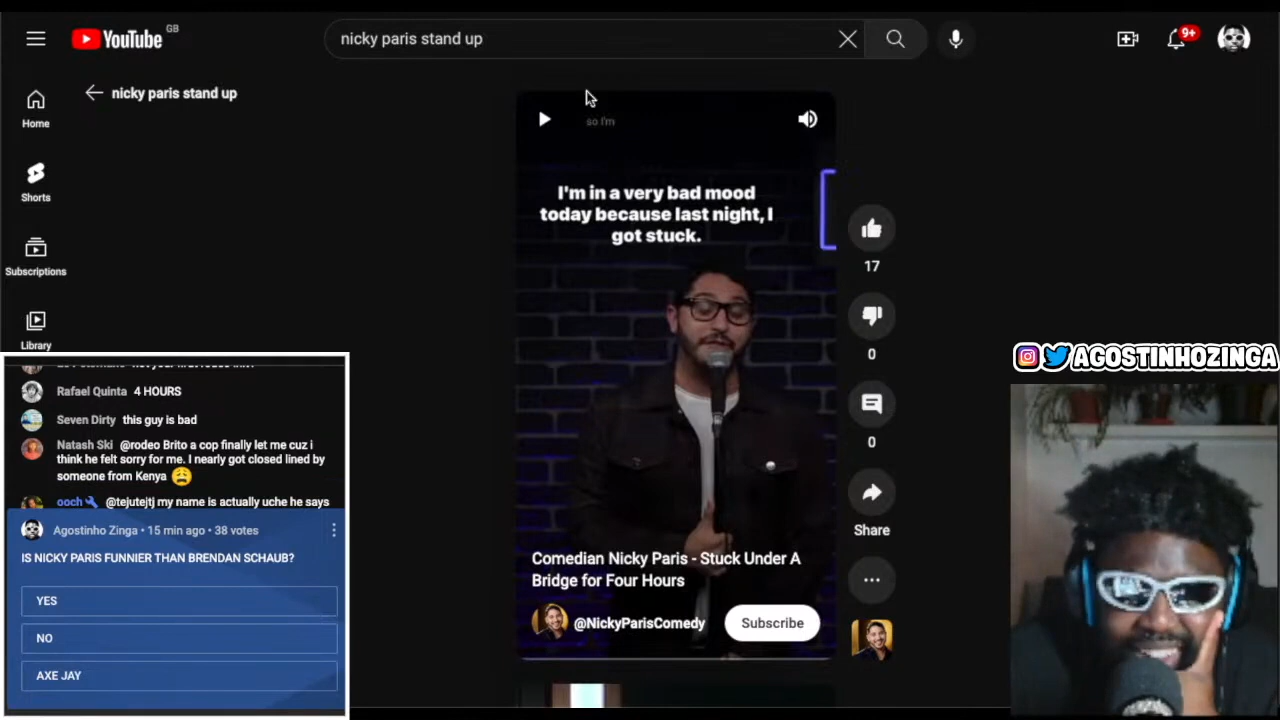 YouTube GB
nicky paris stand up
9+
nicky paris stand up
Home
Shorts
Subscriptions
Library
so I'm
I'm in a very bad mood
today because last night, I
got stuck.
17
0
0
Share
Comedian Nicky Paris - Stuck Under A
Bridge for Four Hours
@NickyParisComedy
Subscribe
Rafael Quinta 4 HOURS
Seven Dirty this guy is bad
Natash Ski @rodeo Brito a cop finally let me cuz i
think he felt sorry for me. I nearly got closed lined by
someone from Kenya
ooch @tejutejtj my name is actually uche he says
Agostinho Zinga • 15 min ago • 38 votes
IS NICKY PARIS FUNNIER THAN BRENDAN SCHAUB?
YES
NO
AXE JAY
AGOSTINHOZINGA